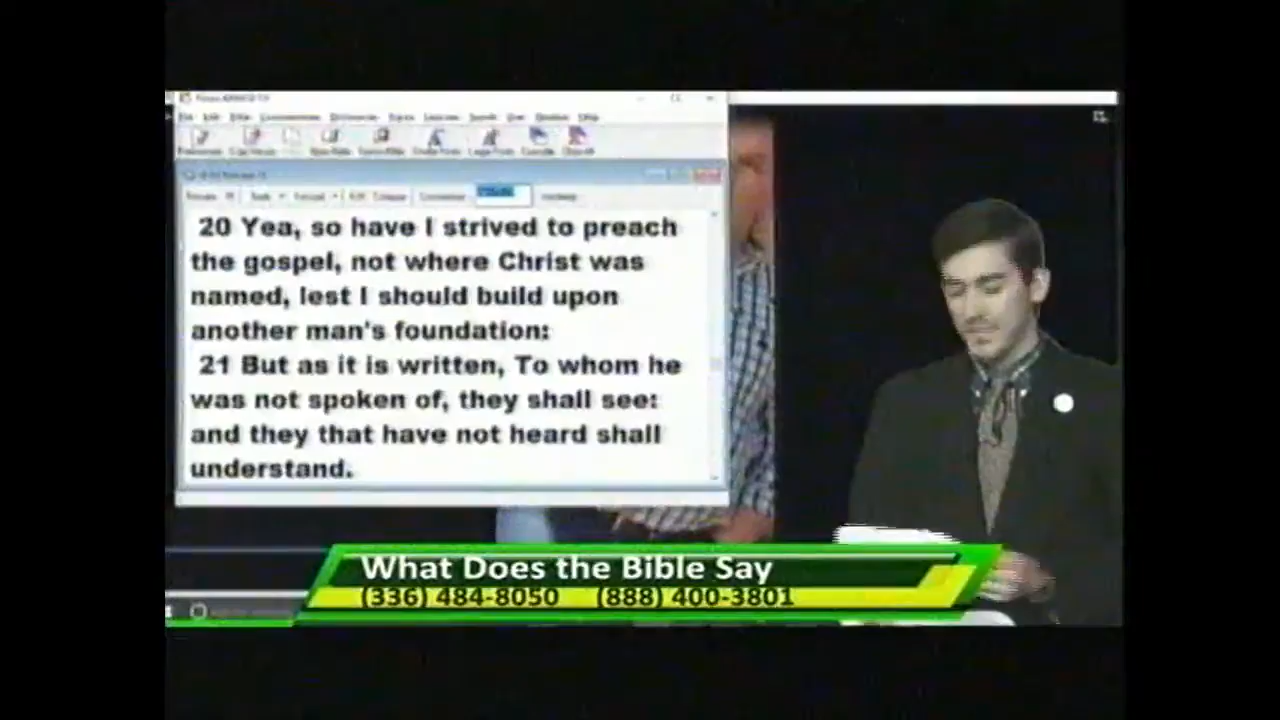 20 Yea, so have I strived to preach
the gospel, not where Christ was
named, lest I should build upon
another man's foundation:
21 But as it is written, To whom he
was not spoken of, they shall see:
and they that have not heard shall
understand.
What Does the Bible Say
(336) 484-8050 (888) 400-3801